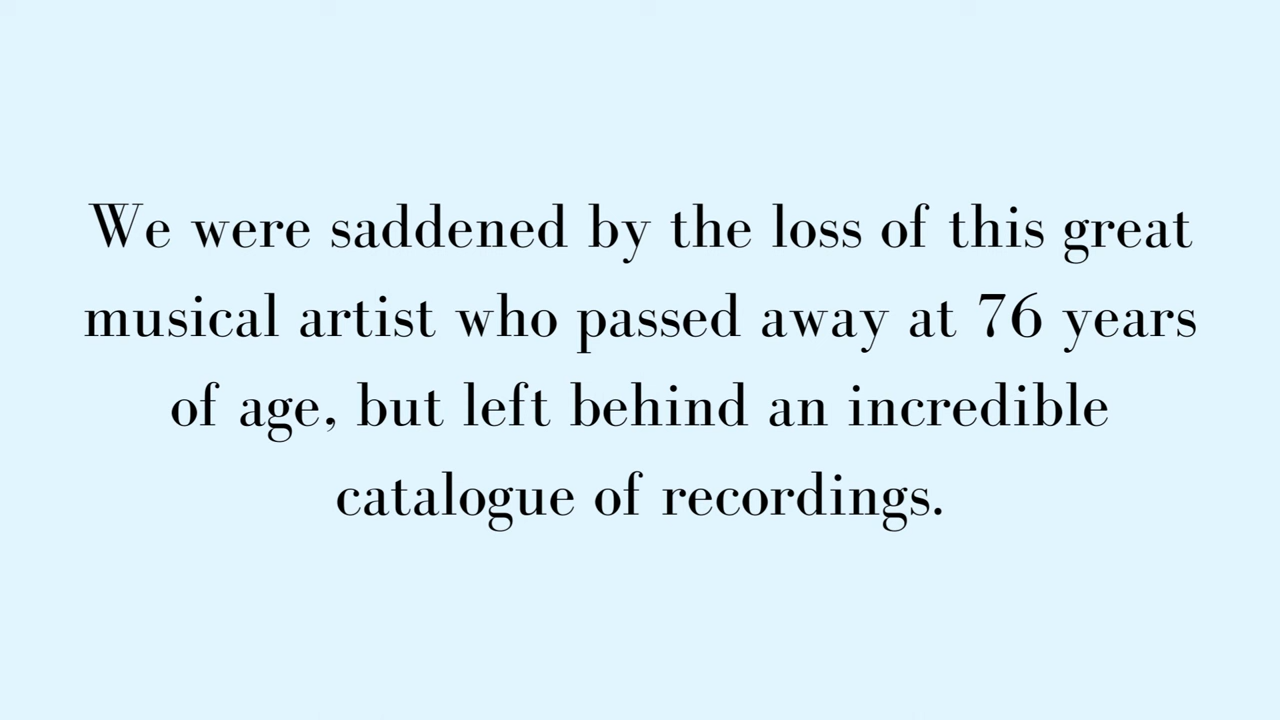 We were saddened by the loss of this great
musical artist who passed away at 76 years
of age, but left behind an incredible
catalogue of recordings.